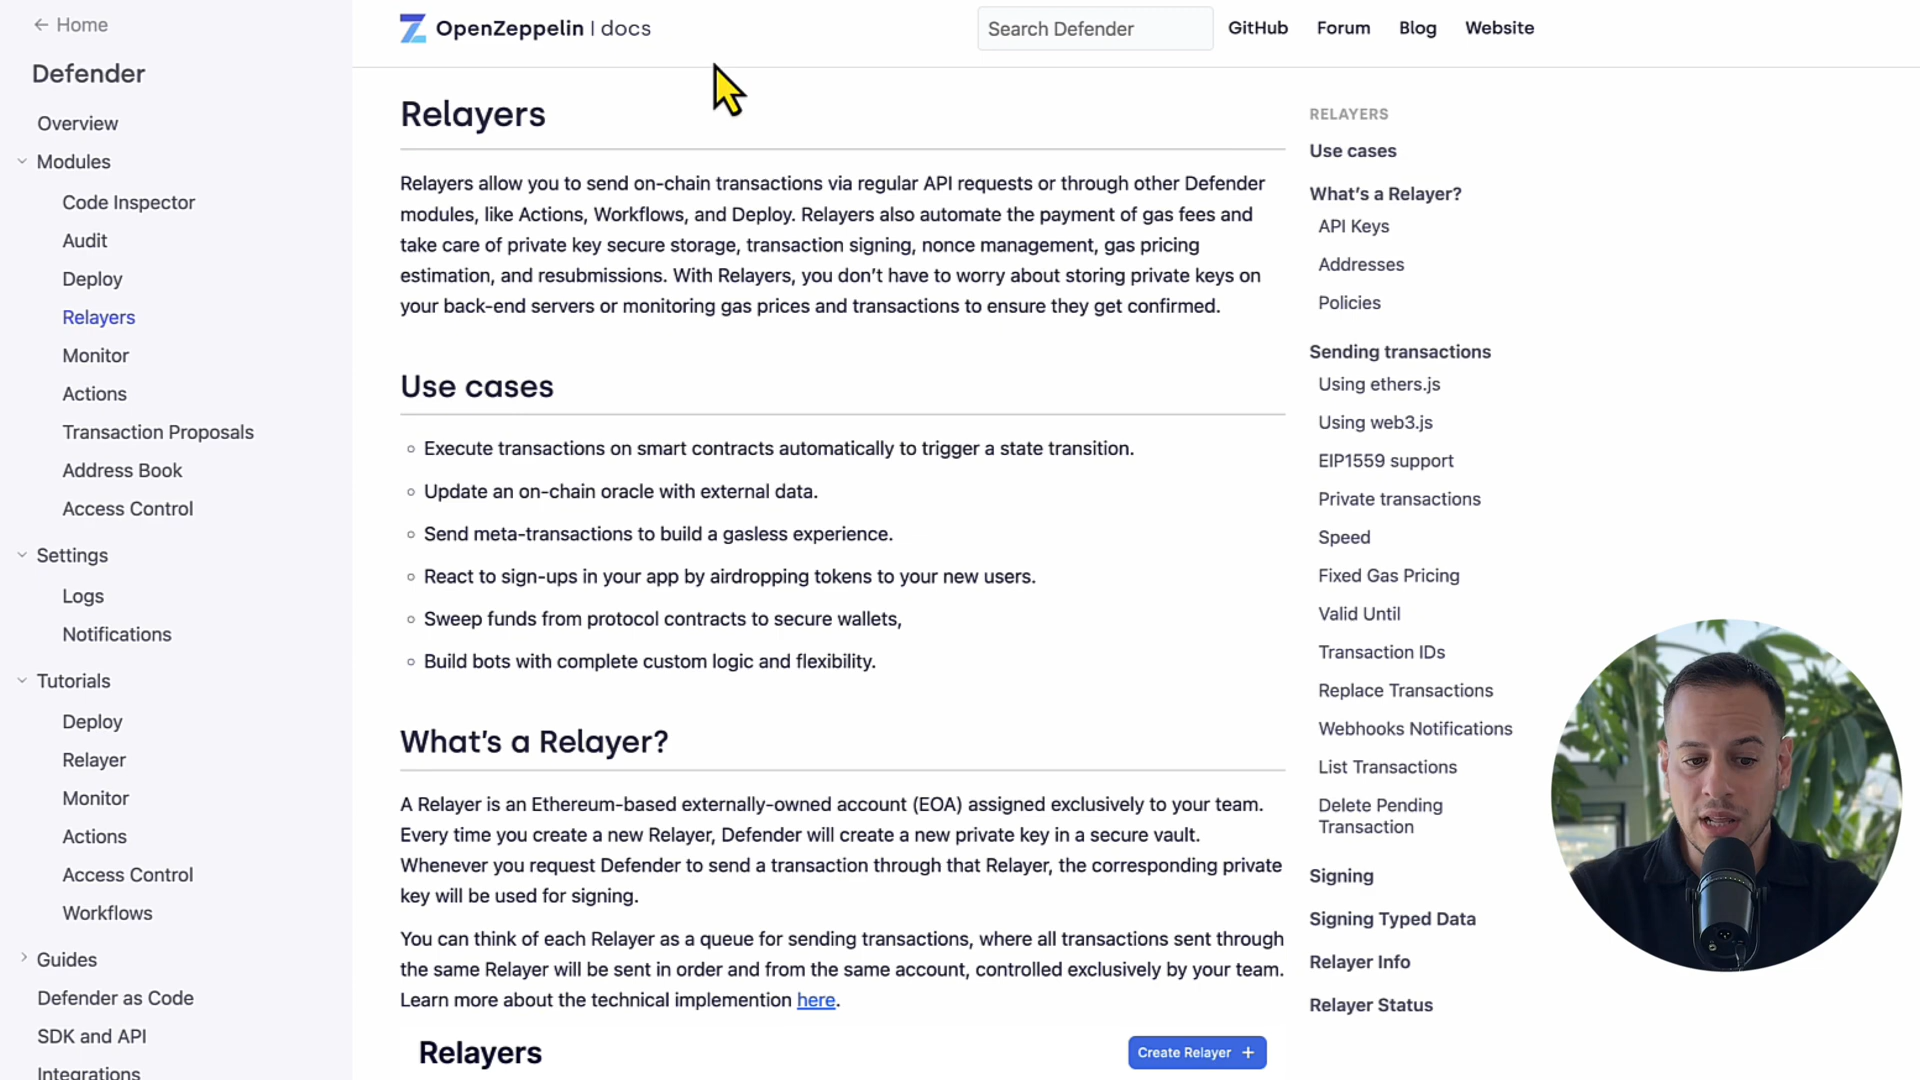 ← Home
Defender
Overview
Modules
Code Inspector
Audit
Deploy
Relayers
Monitor
Actions
Transaction Proposals
Address Book
Access Control
Settings
Logs
Notifications
Tutorials
Deploy
Relayer
Monitor
Actions
Access Control
Workflows
Guides
Defender as Code
SDK and API
Integrations
OpenZeppelin | docs
Search Defender
GitHub
Forum
Blog
Website
Relayers
Relayers allow you to send on-chain transactions via regular API requests or through other Defender
modules, like Actions, Workflows, and Deploy. Relayers also automate the payment of gas fees and
take care of private key secure storage, transaction signing, nonce management, gas pricing
estimation, and resubmissions. With Relayers, you don’t have to worry about storing private keys on
your back-end servers or monitoring gas prices and transactions to ensure they get confirmed.
Use cases
Execute transactions on smart contracts automatically to trigger a state transition.
Update an on-chain oracle with external data.
Send meta-transactions to build a gasless experience.
React to sign-ups in your app by airdropping tokens to your new users.
Sweep funds from protocol contracts to secure wallets,
Build bots with complete custom logic and flexibility.
What’s a Relayer?
A Relayer is an Ethereum-based externally-owned account (EOA) assigned exclusively to your team.
Every time you create a new Relayer, Defender will create a new private key in a secure vault.
Whenever you request Defender to send a transaction through that Relayer, the corresponding private
key will be used for signing.
You can think of each Relayer as a queue for sending transactions, where all transactions sent through
the same Relayer will be sent in order and from the same account, controlled exclusively by your team.
Learn more about the technical implemention here.
Relayers
Create Relayer +
RELAYERS
Use cases
What’s a Relayer?
API Keys
Addresses
Policies
Sending transactions
Using ethers.js
Using web3.js
EIP1559 support
Private transactions
Speed
Fixed Gas Pricing
Valid Until
Transaction IDs
Replace Transactions
Webhooks Notifications
List Transactions
Delete Pending
Transaction
Signing
Signing Typed Data
Relayer Info
Relayer Status